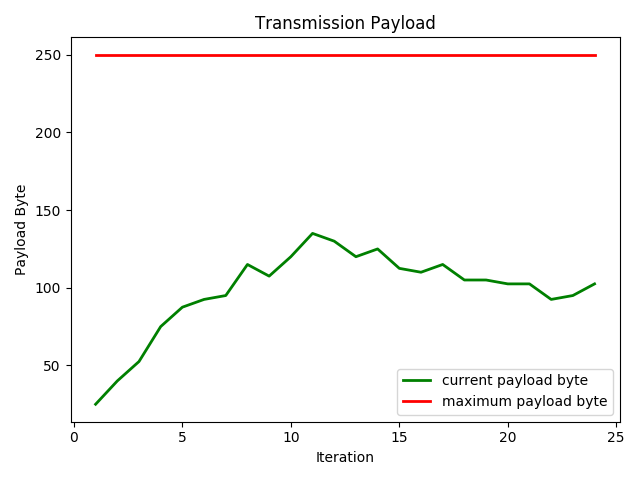 Transmission Payload
Payload Byte
250
200
150
100
50
0
5
10
15
20
25
Iteration
current payload byte
maximum payload byte